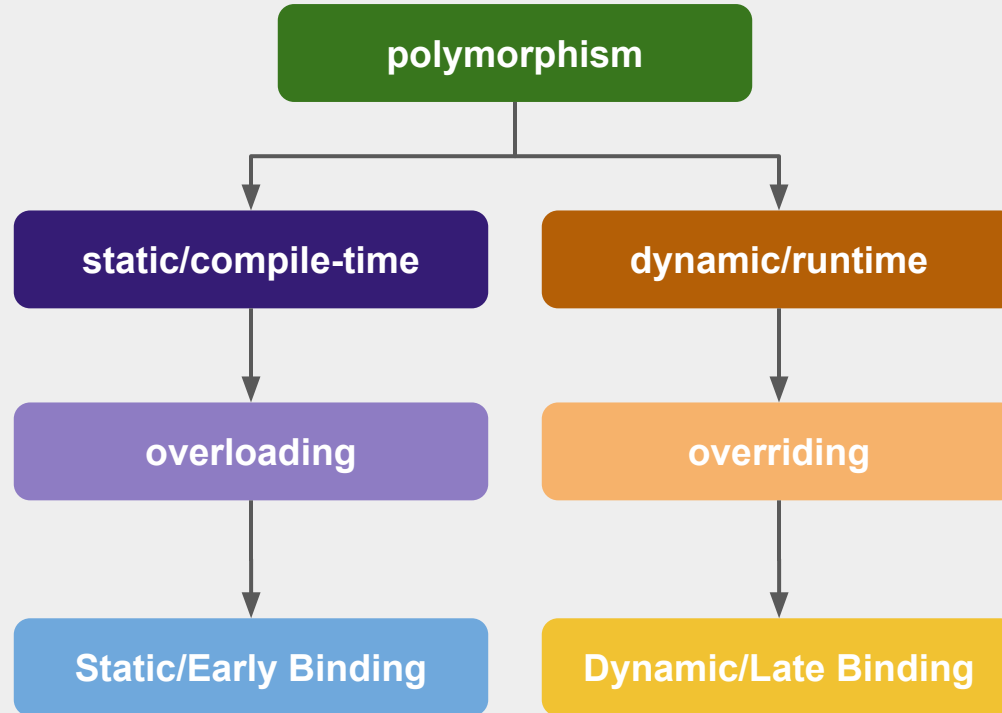 polymorphism
static/compile-time
dynamic/runtime
overloading
overriding
Static/Early Binding
Dynamic/Late Binding